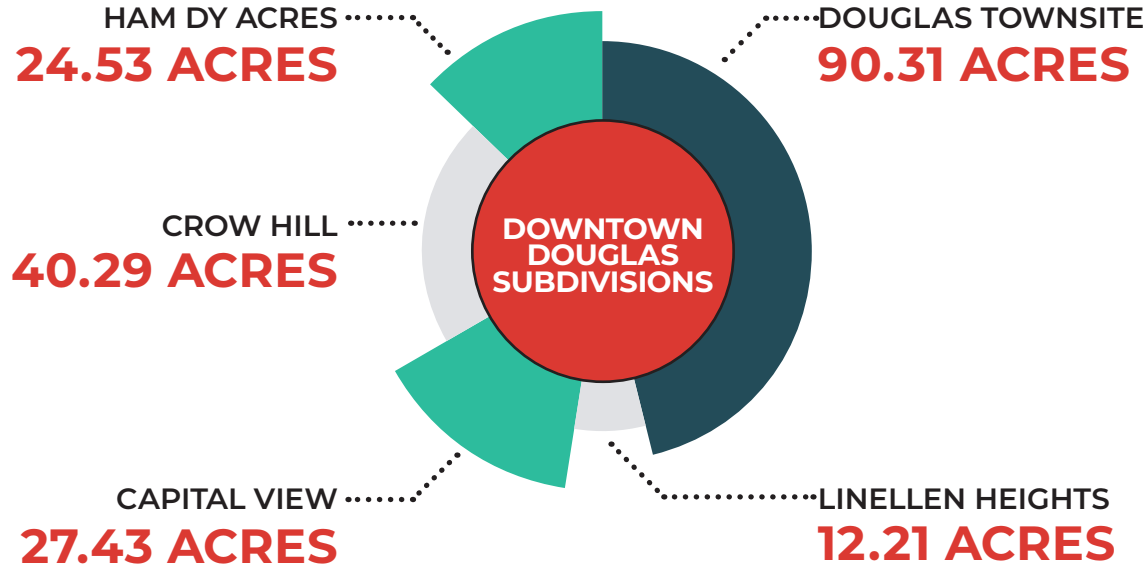 HAM DY ACRES
24.53 ACRES
DOUGLAS TOWNSITE
90.31 ACRES
CROW HILL
40.29 ACRES
DOWNTOWN
DOUGLAS
SUBDIVISIONS
CAPITAL VIEW
27.43 ACRES
LINELLEN HEIGHTS
12.21 ACRES